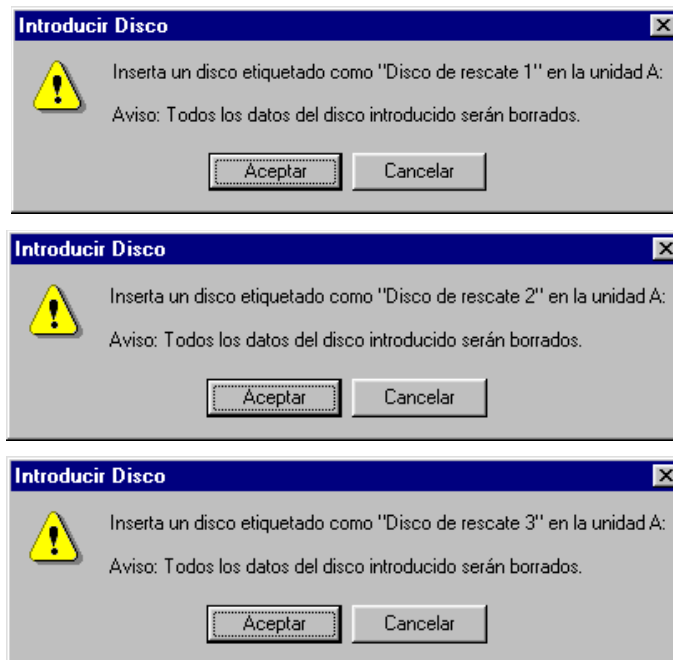 Introducir Disco
Inserta un disco etiquetado como "Disco de rescate 1" en la unidad A:
Aviso: Todos los datos del disco introducido serán borrados.
Aceptar Cancelar
Introducir Disco
Inserta un disco etiquetado como "Disco de rescate 2" en la unidad A:
Aviso: Todos los datos del disco introducido serán borrados.
Aceptar Cancelar
Introducir Disco
Inserta un disco etiquetado como "Disco de rescate 3" en la unidad A:
Aviso: Todos los datos del disco introducido serán borrados.
Aceptar Cancelar